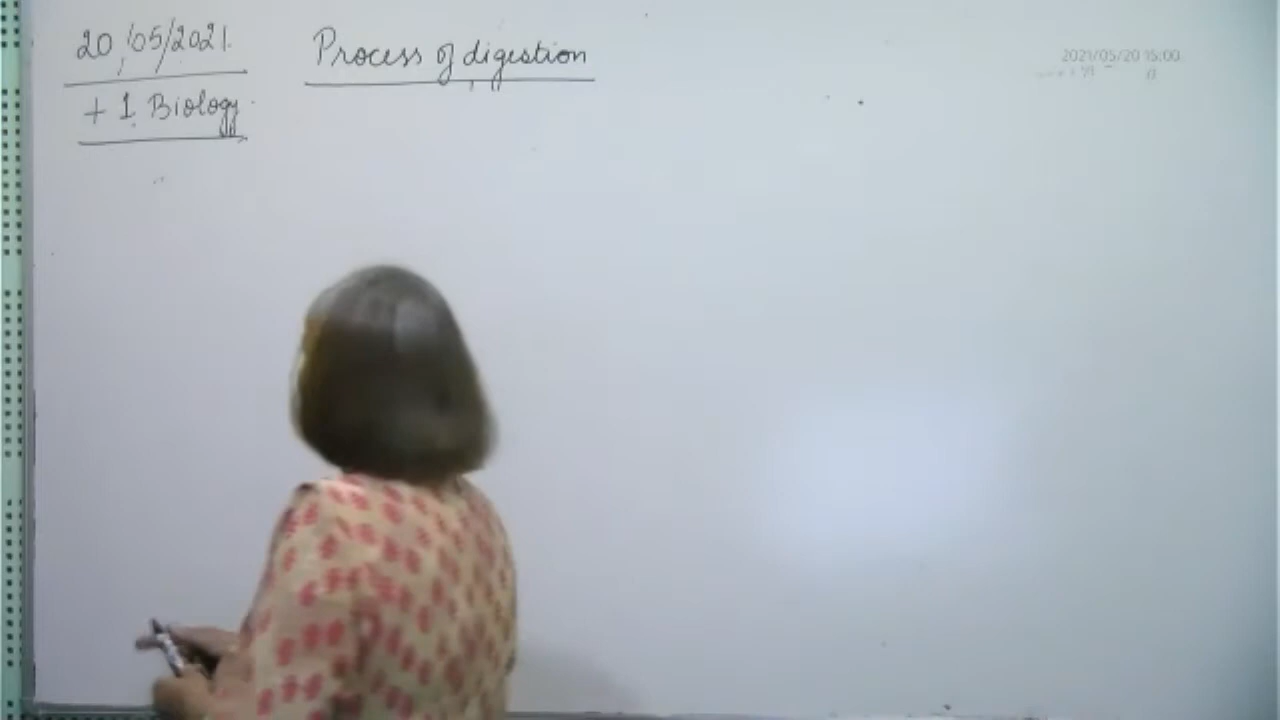 20/05/2021. Process of digestion
+ 1. Biology.
2021/05/20 15:00